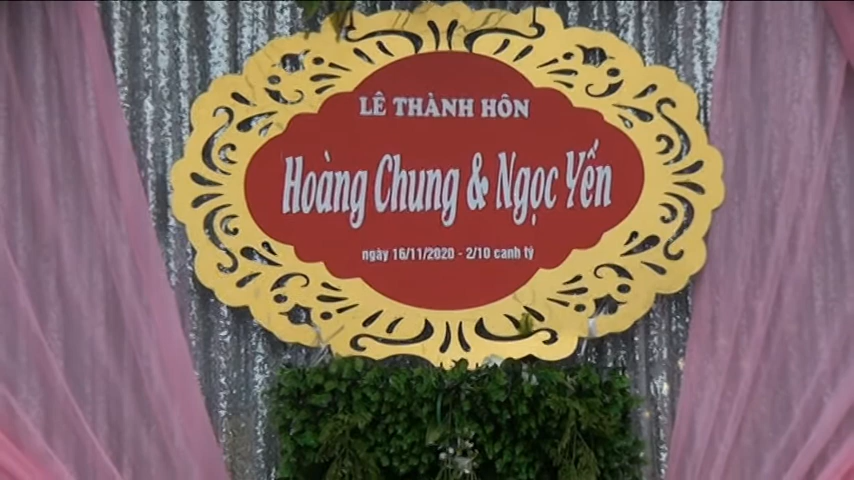 LỄ THÀNH HÔN
Hoàng Chung & Ngọc Yến
ngày 16/11/2020 - 2/10 canh tý